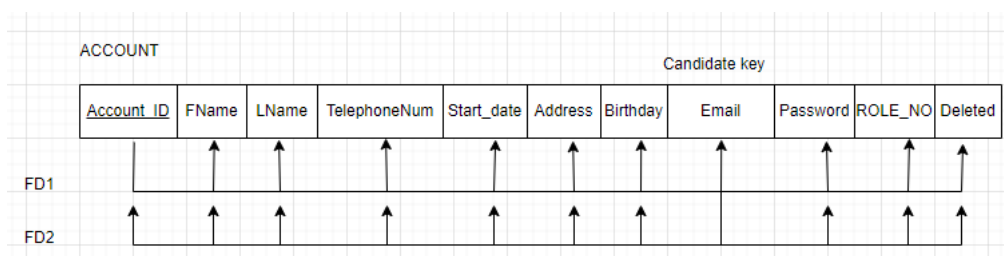 ACCOUNT
Candidate key
Account_ID FName LName TelephoneNum Start_date Address Birthday Email Password ROLE_NO Deleted
FD1
FD2